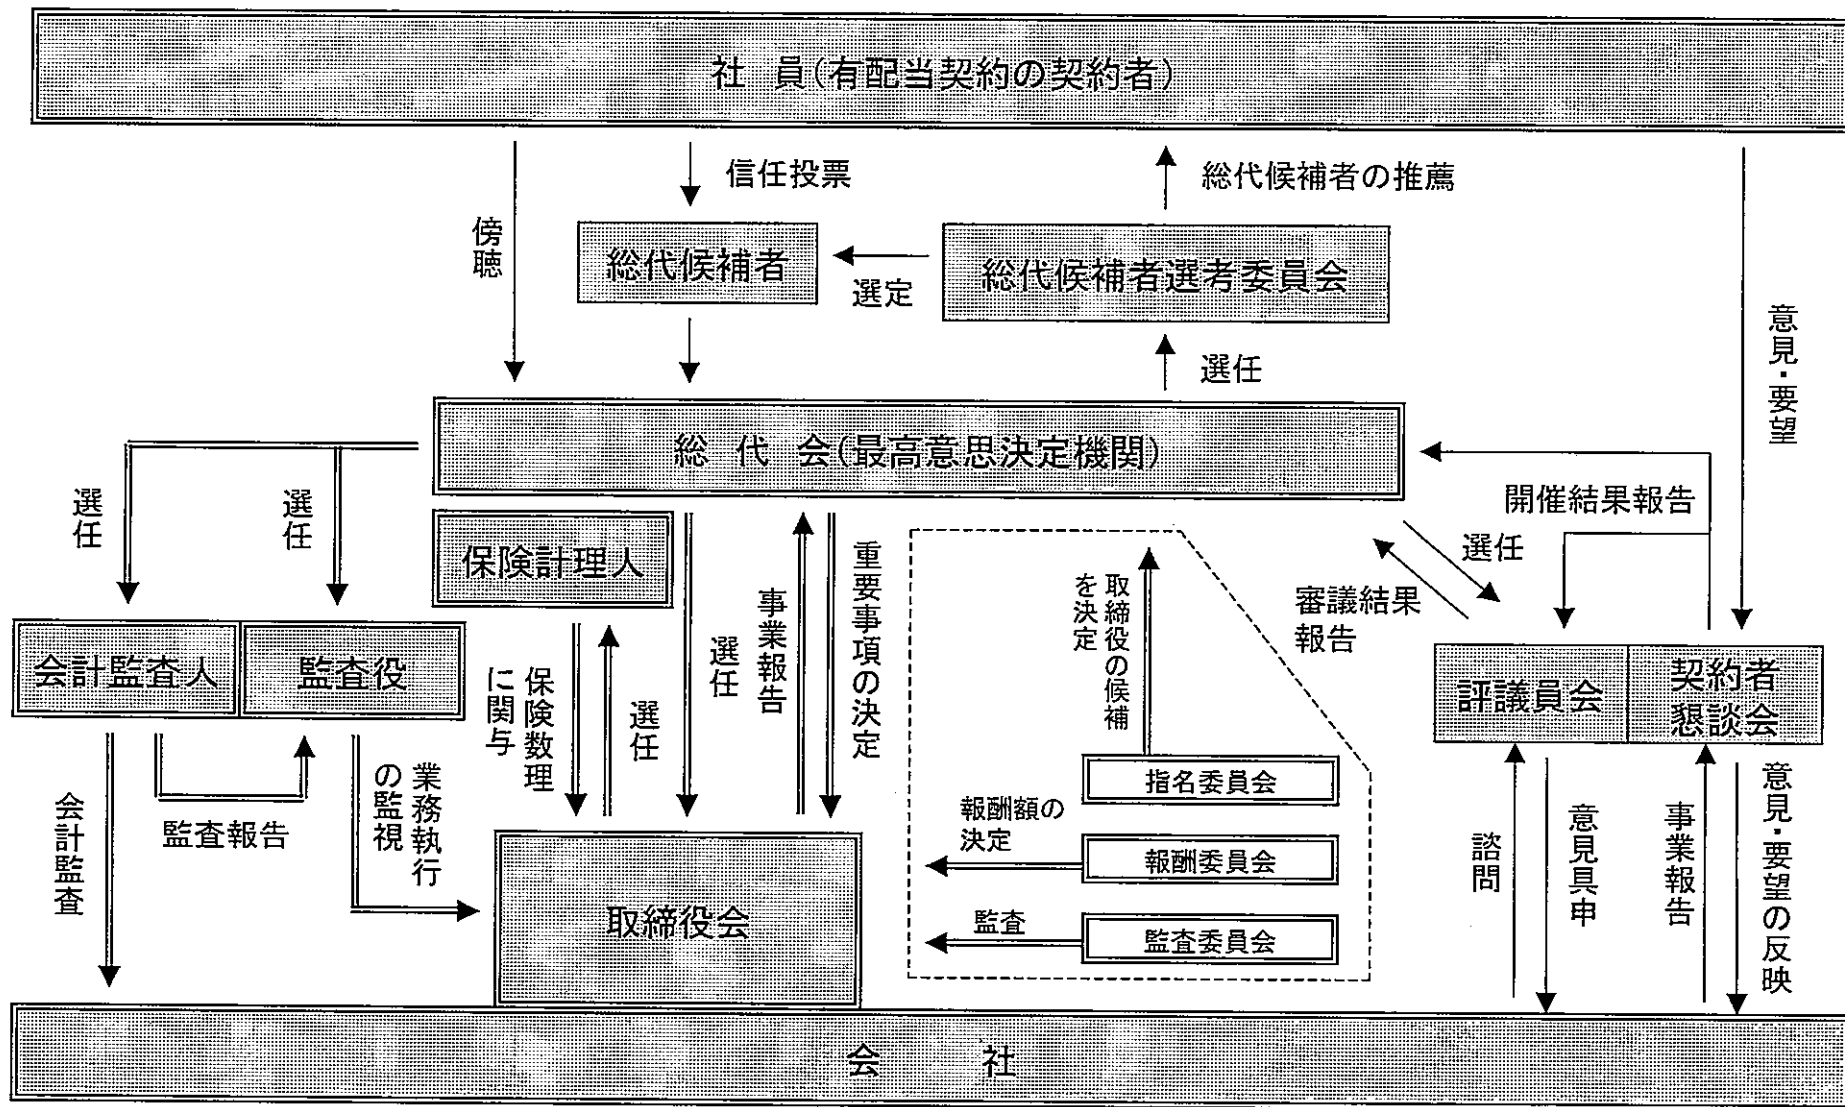 社 員(有配当契約の契約者)
信任投票
総代候補者の推薦
傍聴
総代候補者
選定
総代候補者選考委員会
意見・要望
選任
総 代 会(最高意思決定機関)
選任
選任
開催結果報告
選任
審議結果
報告
保険計理人
重要事項の決定
事業報告
選任
取締役の候補
を決定
会計監査人
監査役
保険数理
に関与
選任
評議員会
契約者
懇談会
指名委員会
報酬額の
決定
報酬委員会
監査
監査委員会
会計監査
監査報告
業務執行
の監視
取締役会
諮問
意見具申
事業報告
意見・要望の反映
会 社